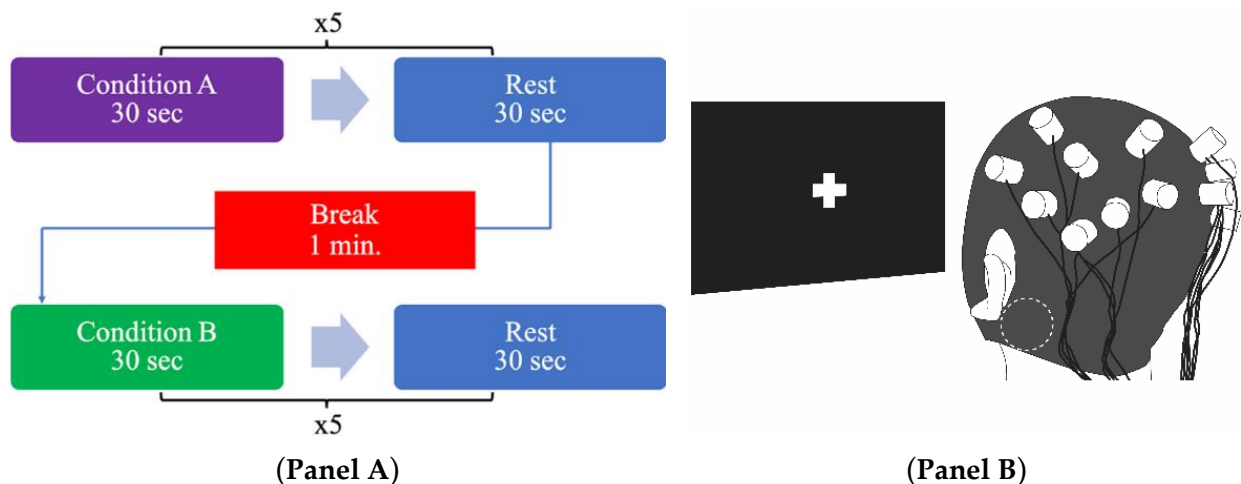 x5
Condition A
30 sec
Rest
30 sec
Break
1 min.
Condition B
30 sec
Rest
30 sec
x5
(Panel A)
(Panel B)